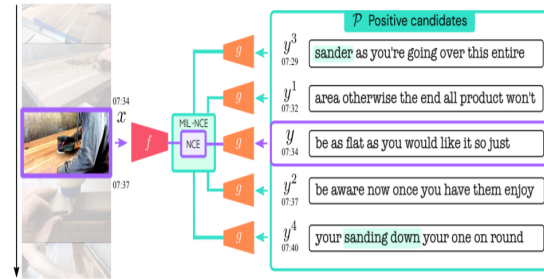 P Positive candidates
y³
07:29
sander as you're going over this entire
y¹
07:32
area otherwise the end all product won't
07:34
x
f
MIL-NCE
NCE
g
g
g
g
g
y
07:34
be as flat as you would like it so just
07:37
y²
07:37
be aware now once you have them enjoy
y⁴
07:40
your sanding down your one on round